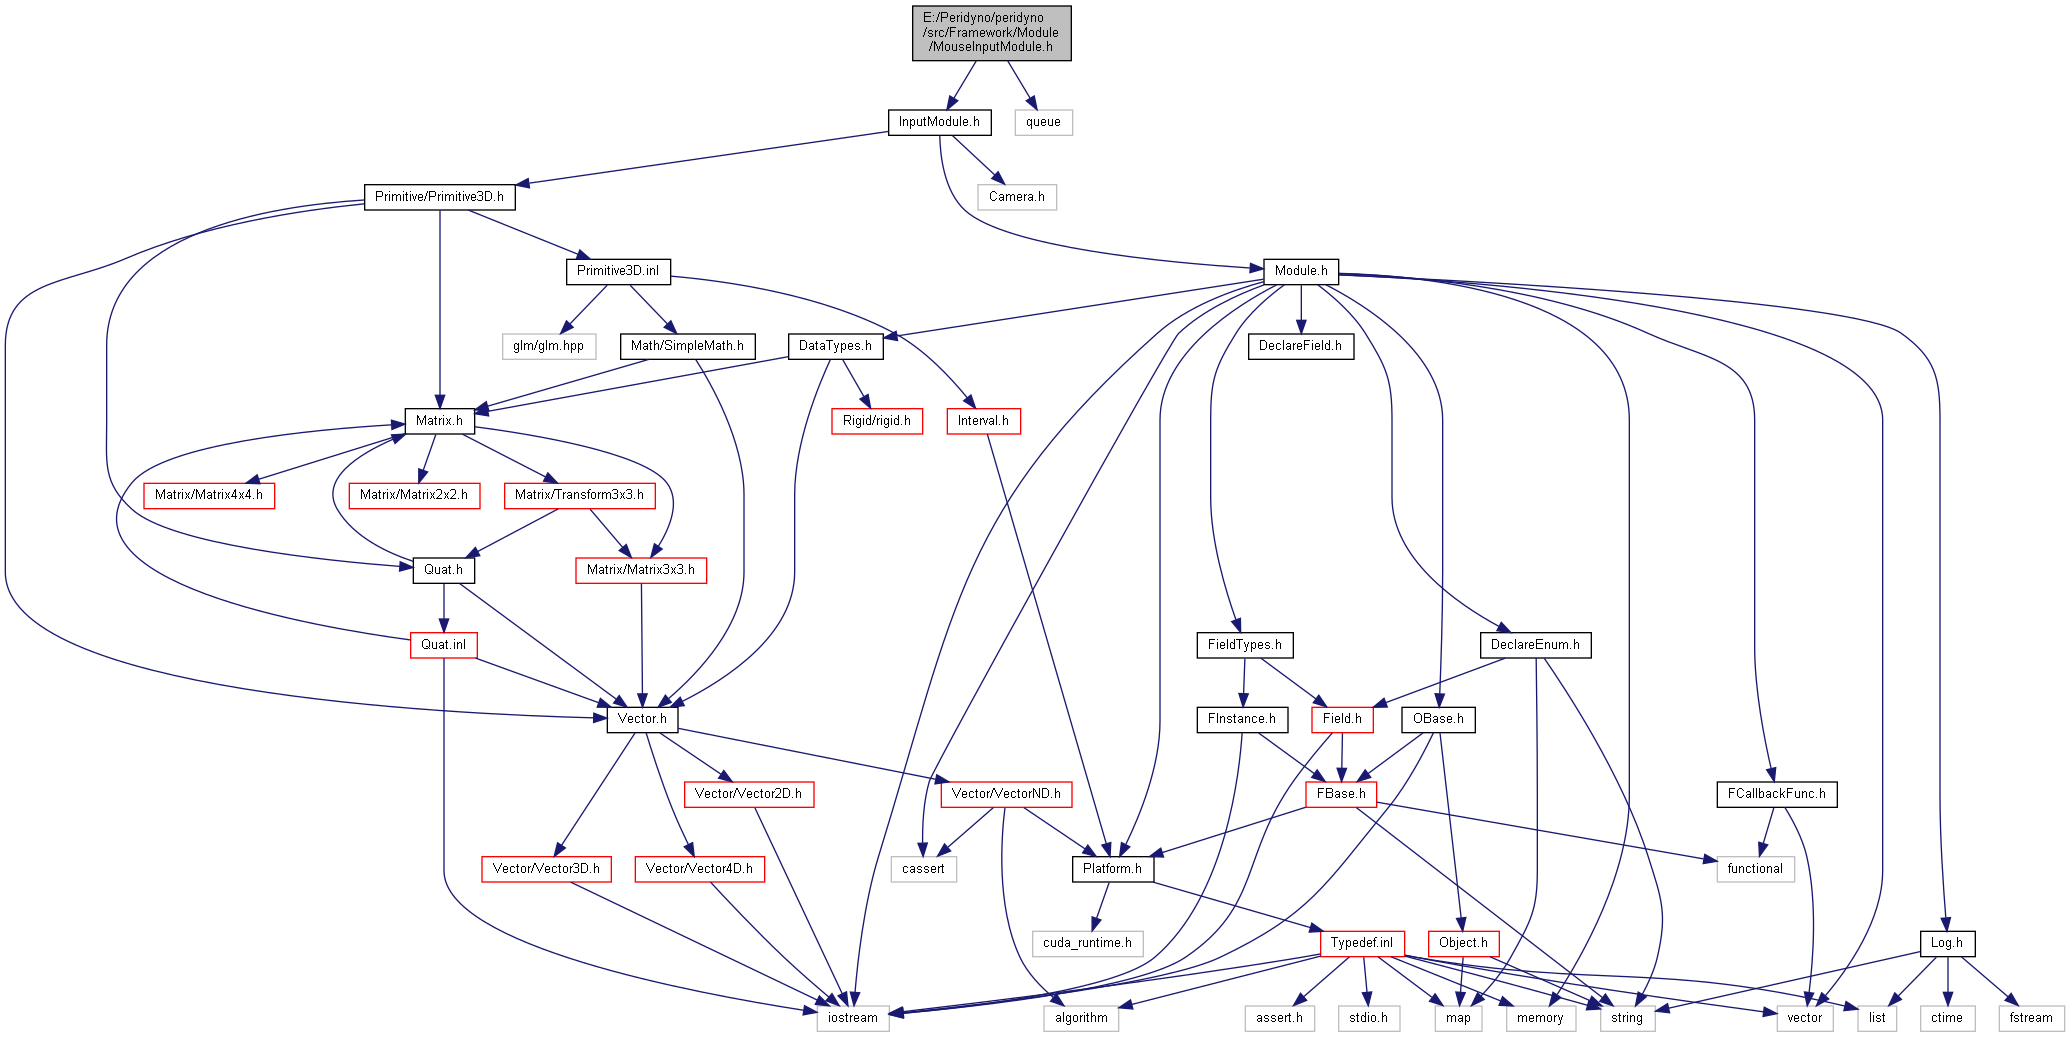 E:/Peridyno/peridyno
/src/Framework/Module
/MouseInputModule.h
InputModule.h
queue
Primitive/Primitive3D.h
Camera.h
Primitive3D.inl
Module.h
glm/glm.hpp
Math/SimpleMath.h
DataTypes.h
DeclareField.h
Matrix.h
Rigid/rigid.h
Interval.h
Matrix/Matrix4x4.h
Matrix/Matrix2x2.h
Matrix/Transform3x3.h
Quat.h
Matrix/Matrix3x3.h
Quat.inl
FieldTypes.h
DeclareEnum.h
Vector.h
FInstance.h
Field.h
OBase.h
Vector/Vector2D.h
Vector/VectorND.h
FBase.h
FCallbackFunc.h
Vector/Vector3D.h
Vector/Vector4D.h
cassert
Platform.h
functional
cuda_runtime.h
Typedef.inl
Object.h
Log.h
iostream
algorithm
assert.h
stdio.h
map
memory
string
vector
list
ctime
fstream